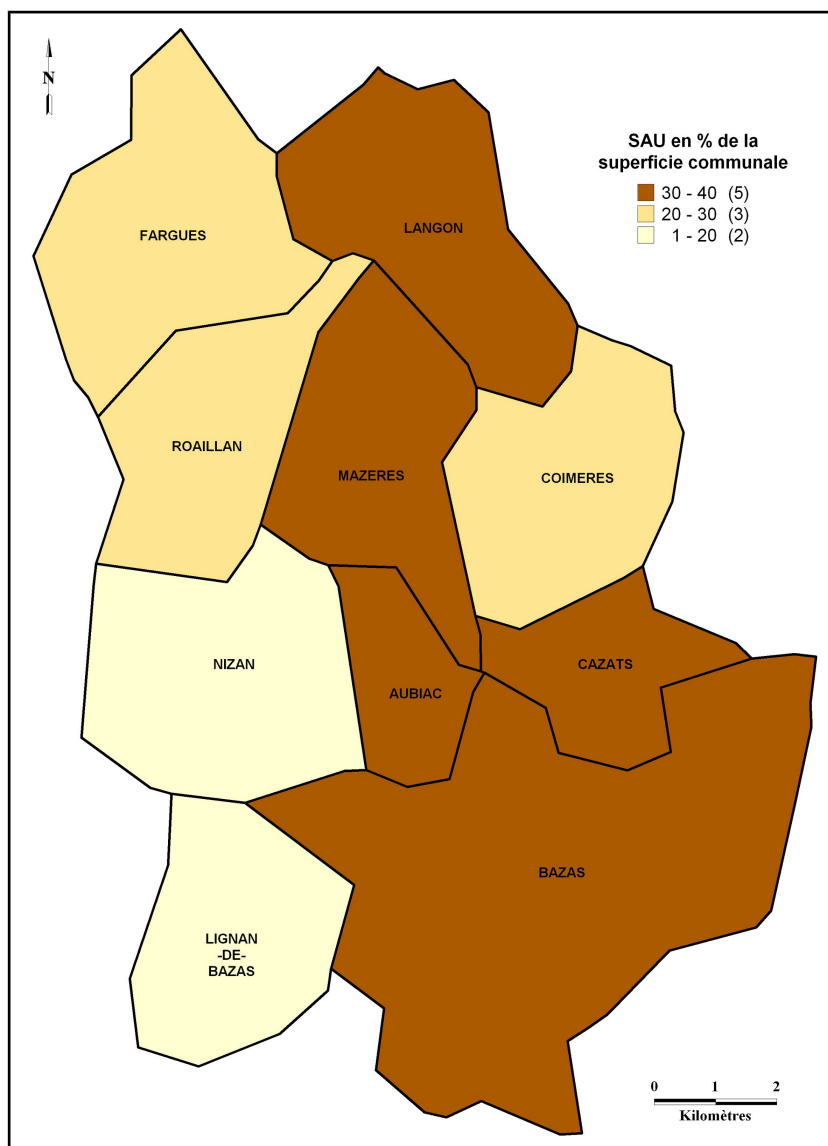 N
SAU en % de la
superficie communale
30 - 40 (5)
20 - 30 (3)
1 - 20 (2)
LANGON
FARGUES
ROAILLAN
MAZERES
COIMERES
NIZAN
CAZATS
AUBIAC
BAZAS
LIGNAN
-DE-
BAZAS
0 1 2
Kilomètres